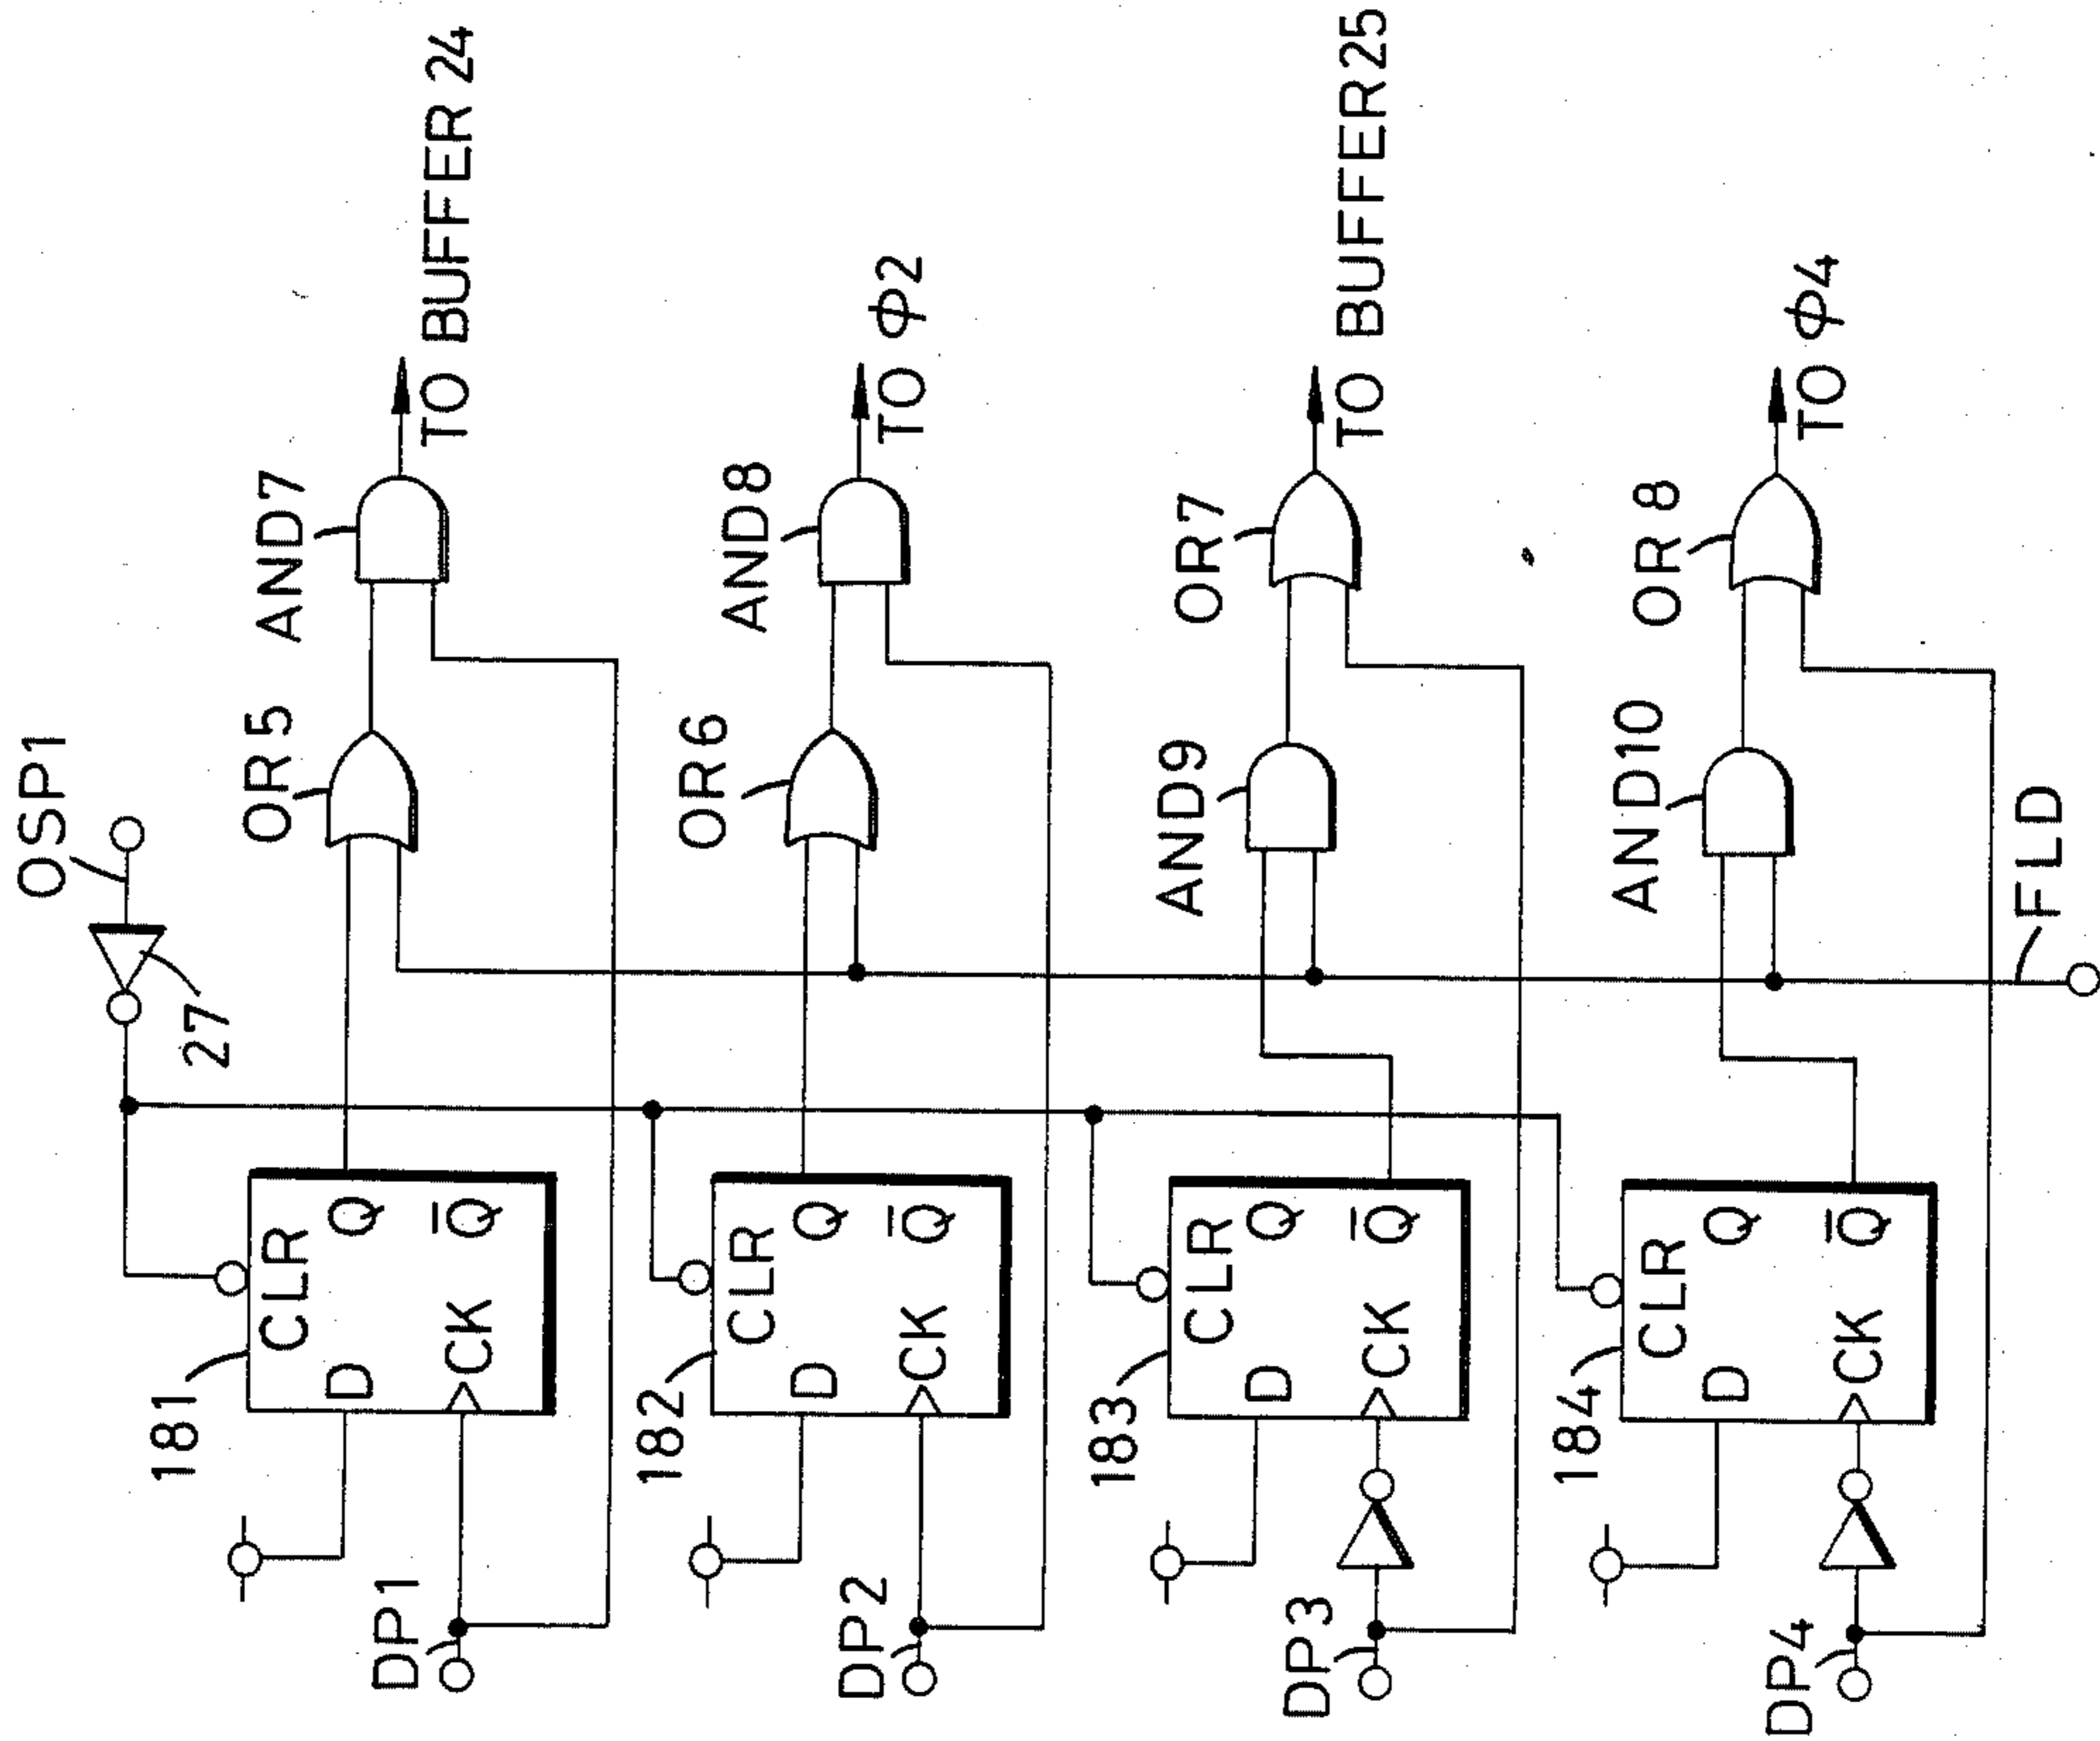 OSP1
27
181
CLR
D
Q
CK
Q̅
DP1
OR5
AND7
TO BUFFER 24
182
CLR
D
Q
CK
Q̅
DP2
OR6
AND8
TO Φ2
183
CLR
D
Q
CK
Q̅
DP3
AND9
OR7
TO BUFFER25
184
CLR
D
Q
CK
Q̅
DP4
AND10
OR 8
TO Φ4
FLD